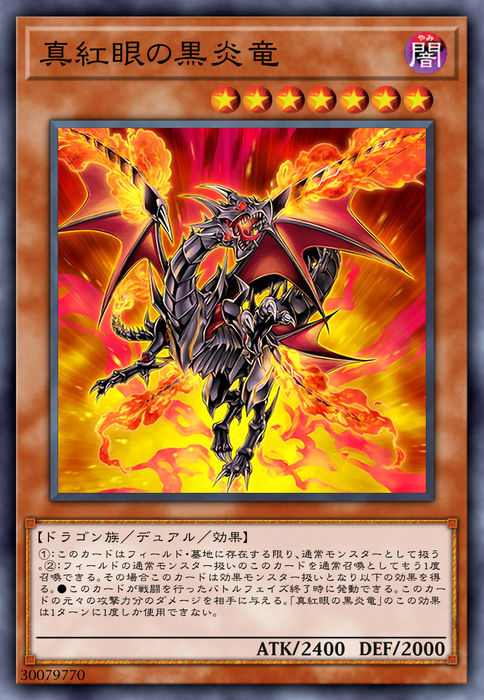 真紅眼の黒炎竜
やみ
闇
【ドラゴン族／デュアル／効果】
①:このカードはフィールド・墓地に存在する限り、通常モンスターとして扱う
。②:フィールドの通常モンスター扱いのこのカードを通常召喚としてもう1度
召喚できる。その場合このカードは効果モンスター扱いとなり以下の効果を得
る。●このカードが戦闘を行ったバトルフェイズ終了時に発動できる。このカー
ドの元々の攻撃力分のダメージを相手に与える。「真紅眼の黒炎竜」のこの効果
は1ターンに1度しか使用できない。
ATK/2400 DEF/2000
30079770